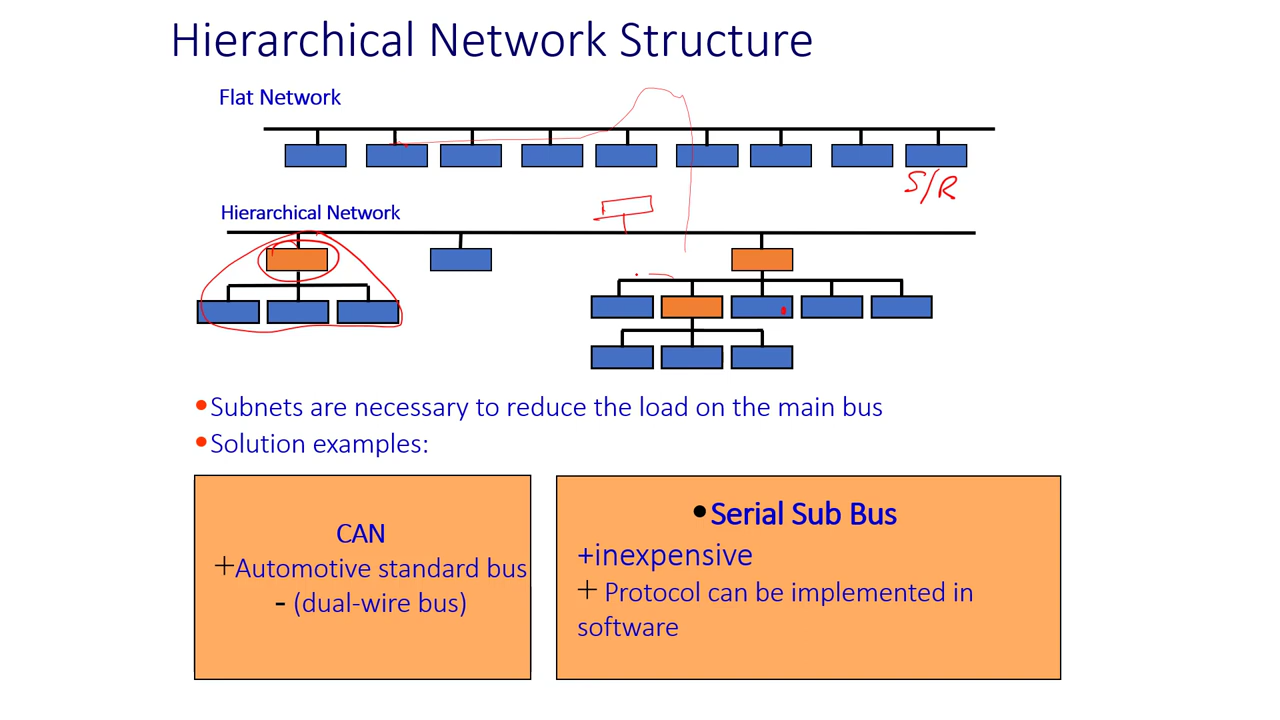 Hierarchical Network Structure
Flat Network
S/R
Hierarchical Network
•Subnets are necessary to reduce the load on the main bus
•Solution examples:
CAN
+Automotive standard bus
- (dual-wire bus)
•Serial Sub Bus
+inexpensive
+ Protocol can be implemented in
software